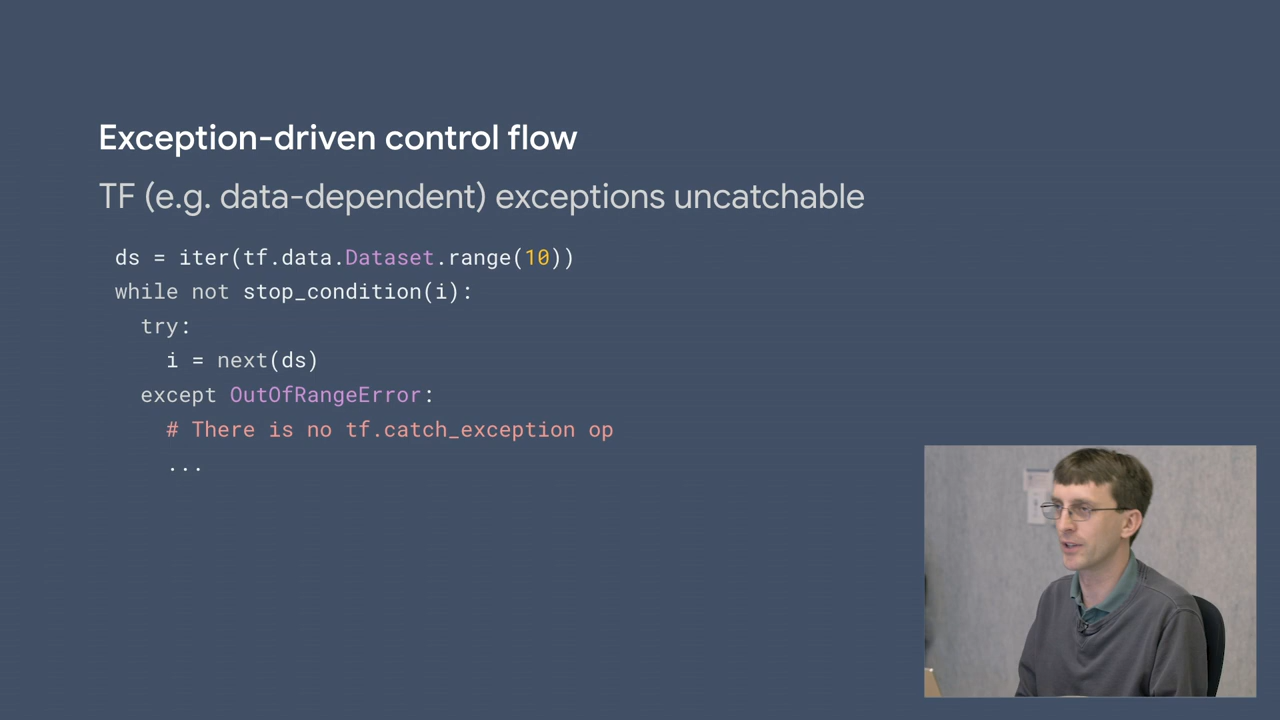 Exception-driven control flow
TF (e.g. data-dependent) exceptions uncatchable
ds = iter(tf.data.Dataset.range(10))
while not stop_condition(i):
try:
i = next(ds)
except OutOfRangeError:
# There is no tf.catch_exception op
...